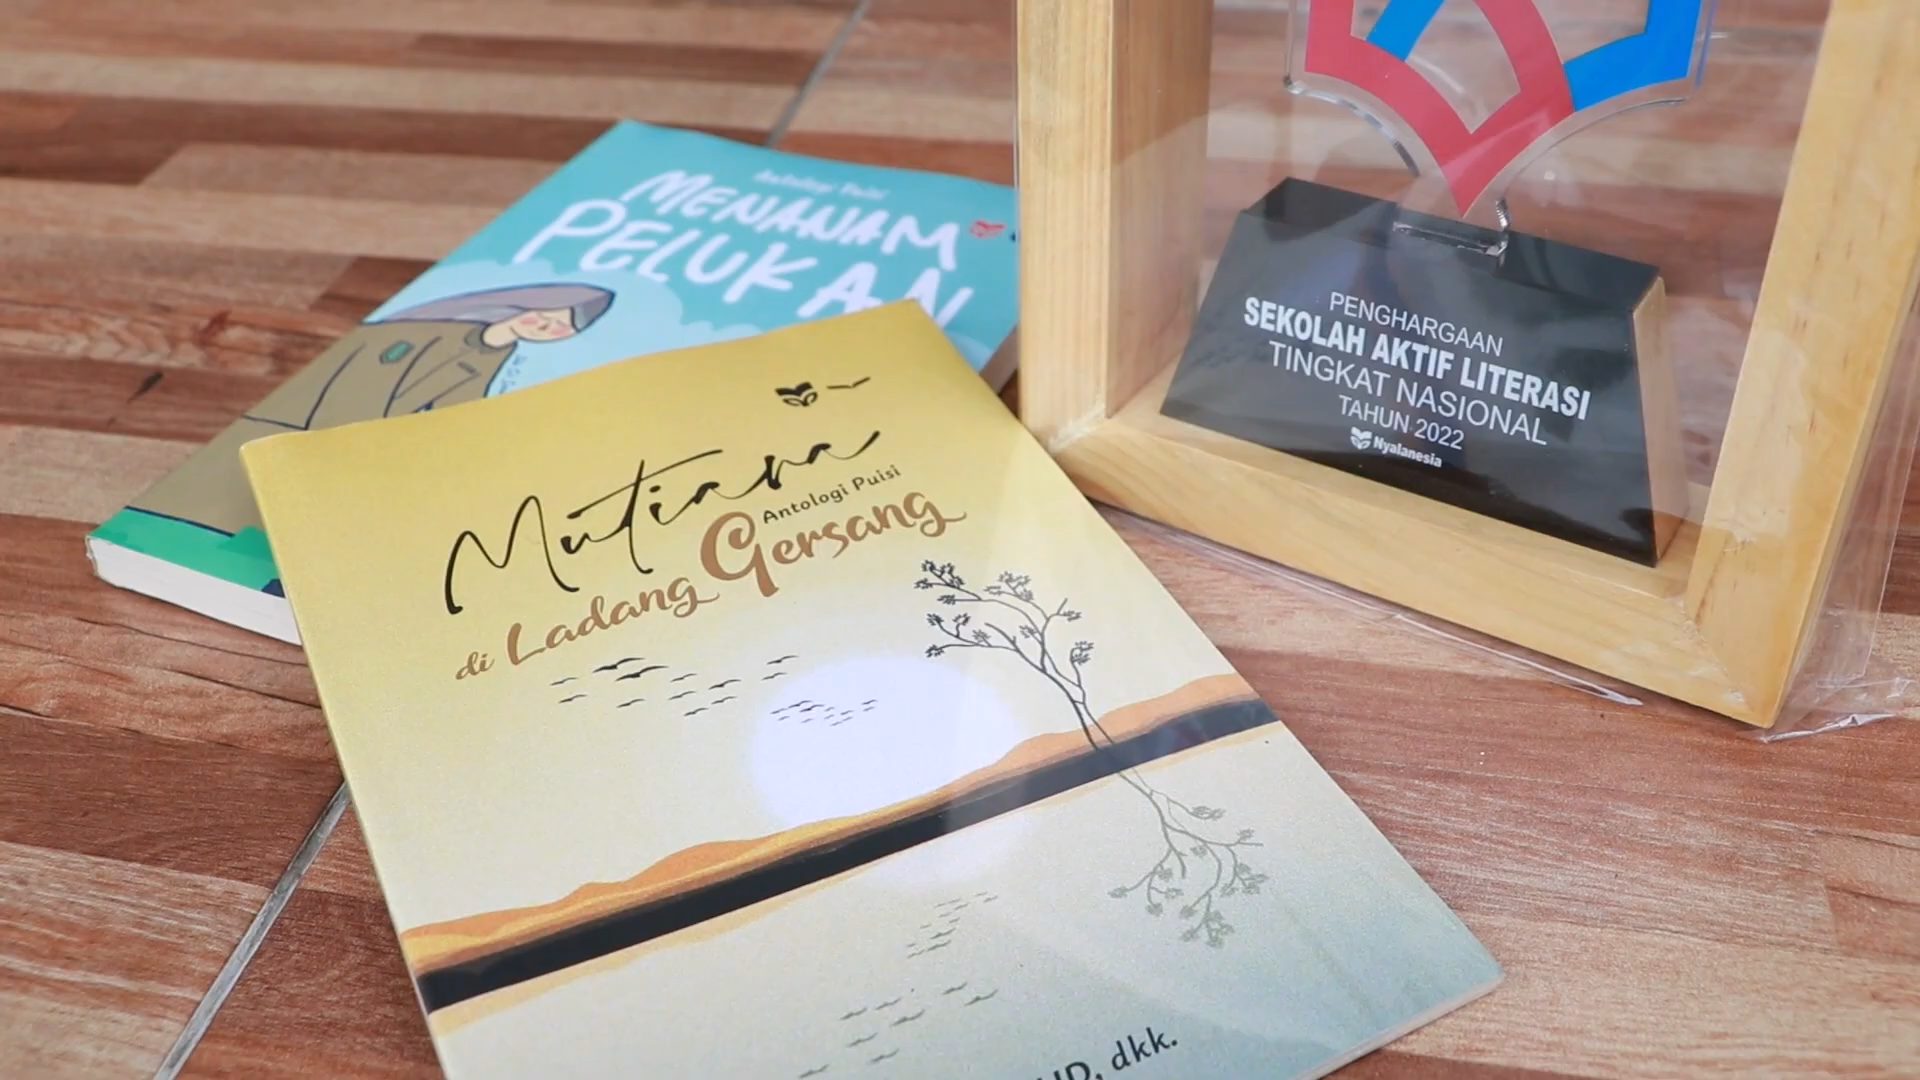 Antologi Puisi
MENANAM
PELUKAN
Mutiara
Antologi Puisi
di Ladang Gersang
dkk.
PENGHARGAAN
SEKOLAH AKTIF LITERASI
TINGKAT NASIONAL
TAHUN 2022
Nyalanesia